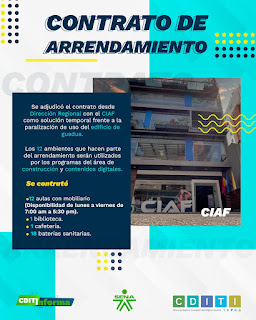 CONTRATO DE
ARRENDAMIENTO
Se adjudicó el contrato desde
Dirección Regional con el CIAF
como solución temporal frente a la
paralización de uso del edificio de
guadua.
Los 12 ambientes que hacen parte
del arrendamiento serán utilizados
por los programas del área de
construcción y contenidos digitales.
Se contrató
•12 aulas con mobiliario
(Disponibilidad de lunes a viernes de
7:00 am a 5:30 pm).
• 1 biblioteca.
• 1 cafetería.
• 18 baterías sanitarias.
CIAF
CIAF
CDITI
Informa
SENA
CDITI